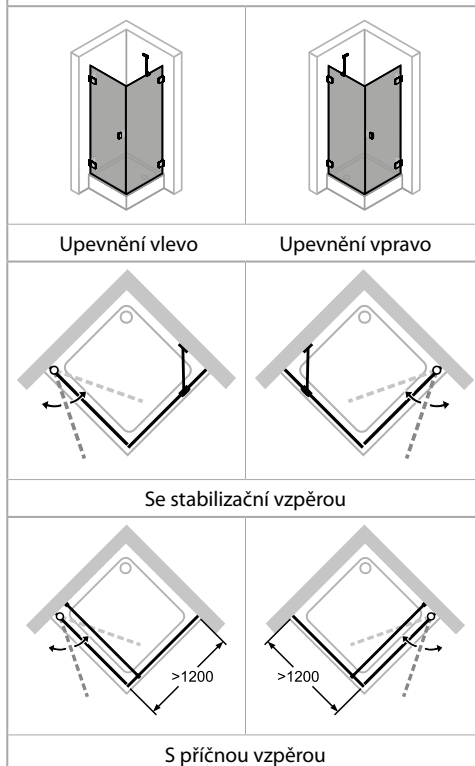 Upevnění vlevo
Upevnění vpravo
Se stabilizační vzpěrou
>1200
>1200
S příčnou vzpěrou